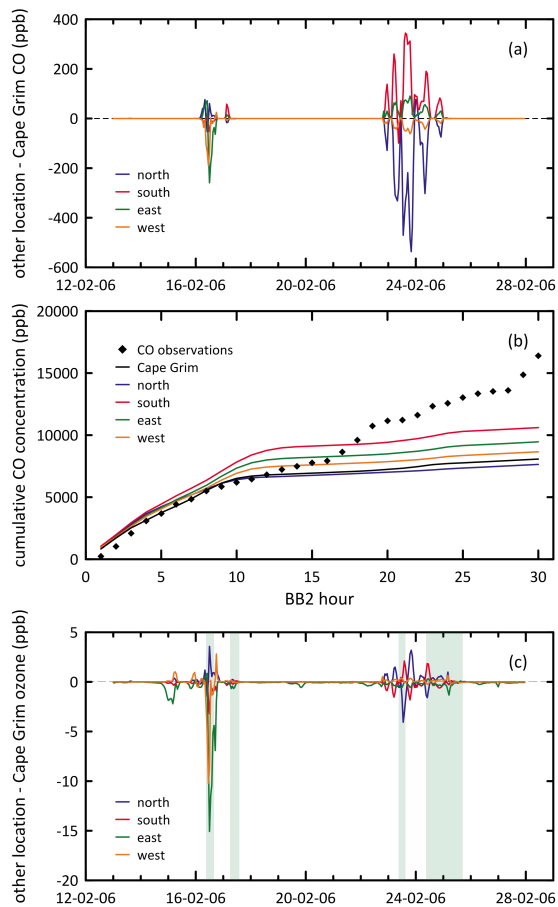 other location - Cape Grim CO (ppb)
400
200
0
-200
-400
-600
(a)
north
south
east
west
12-02-06 16-02-06 20-02-06 24-02-06 28-02-06
cumulative CO concentration (ppb)
20000
15000
10000
5000
0
(b)
CO observations
Cape Grim
north
south
east
west
0 5 10 15 20 25 30
BB2 hour
other location - Cape Grim ozone (ppb)
5
0
-5
-10
-15
-20
(c)
north
south
east
west
12-02-06 16-02-06 20-02-06 24-02-06 28-02-06